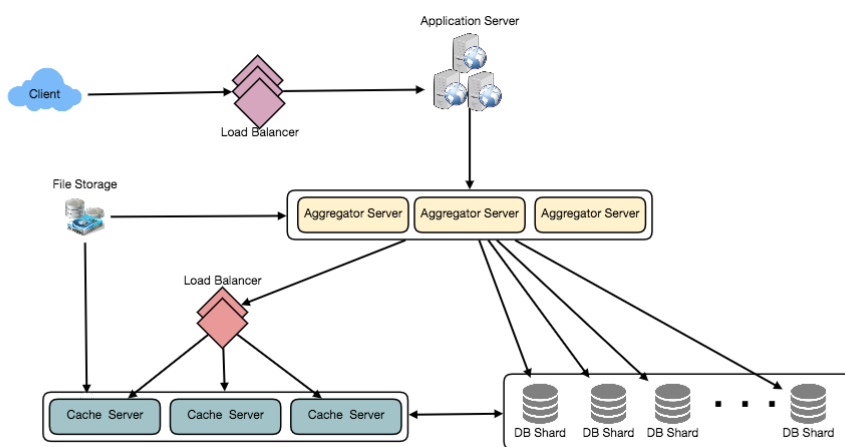 Application Server
Client
Load Balancer
File Storage
Aggregator Server
Aggregator Server
Aggregator Server
Load Balancer
Cache Server
Cache Server
Cache Server
DB Shard
DB Shard
DB Shard
DB Shard